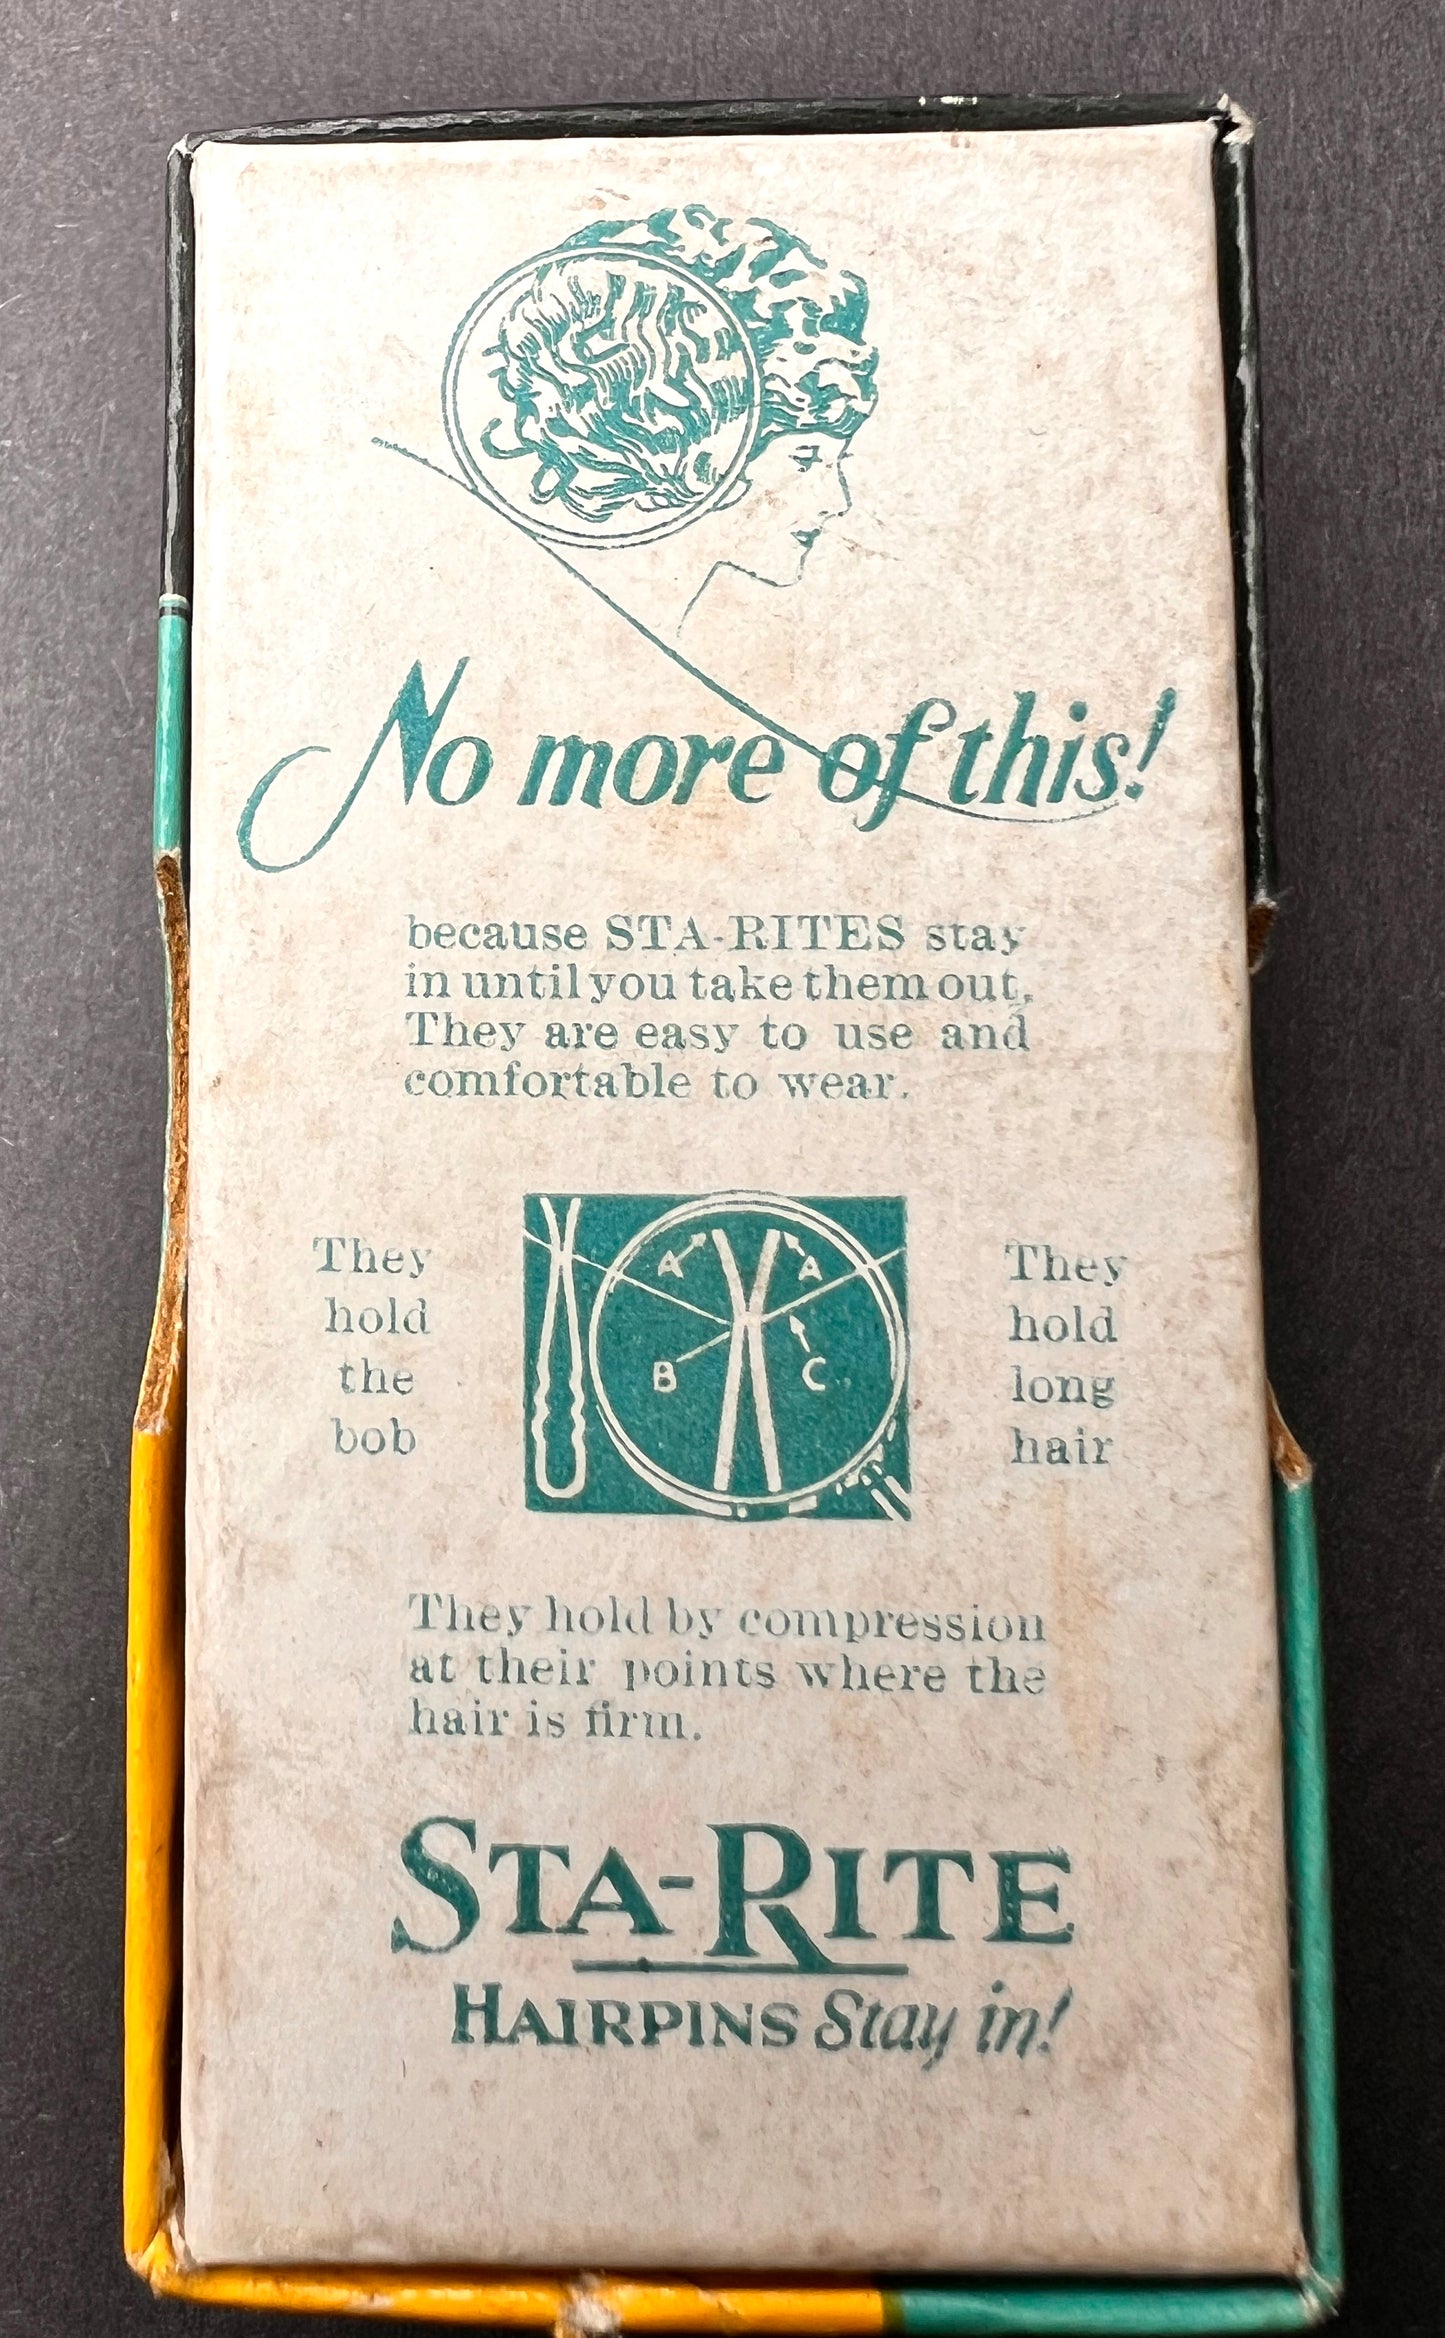 No more of this!
because STA-RITES stay
in until you take them out.
They are easy to use and
comfortable to wear.
They
hold
the
bob
A A
B C
They
hold
long
hair
They hold by compression
at their points where the
hair is firm.
STA-RITE
HAIRPINS Stay in!